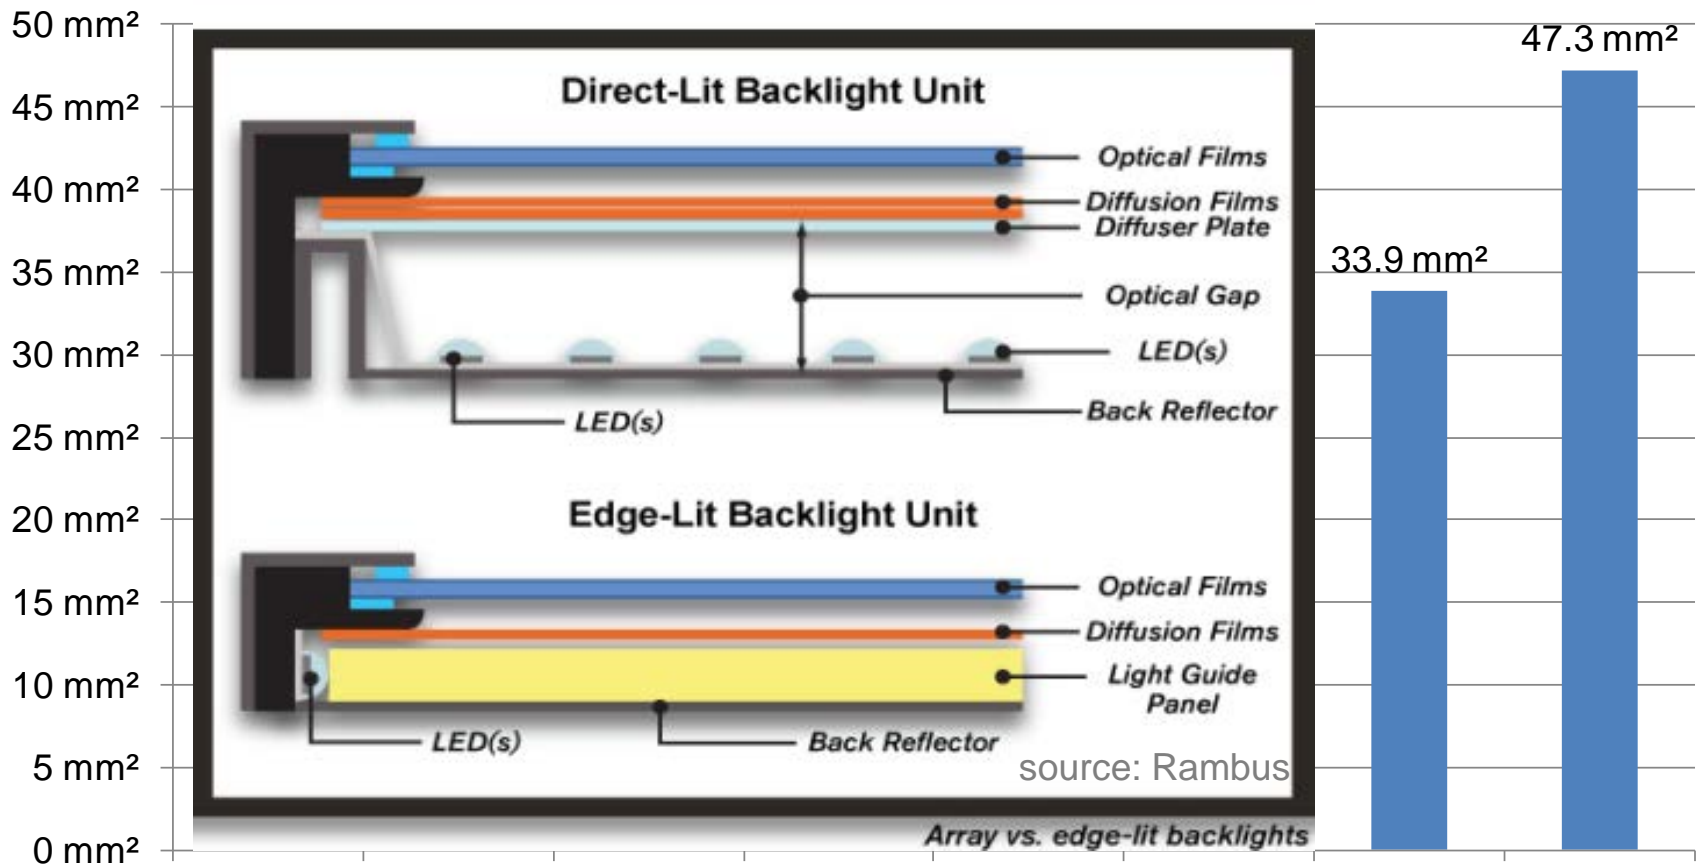 50 mm²
45 mm²
40 mm²
35 mm²
30 mm²
25 mm²
20 mm²
15 mm²
10 mm²
5 mm²
0 mm²
Direct-Lit Backlight Unit
Optical Films
Diffusion Films
Diffuser Plate
Optical Gap
LED(s)
Back Reflector
LED(s)
Edge-Lit Backlight Unit
Optical Films
Diffusion Films
Light Guide
Panel
LED(s)
Back Reflector
source: Rambus
Array vs. edge-lit backlights
33.9 mm²
47.3 mm²